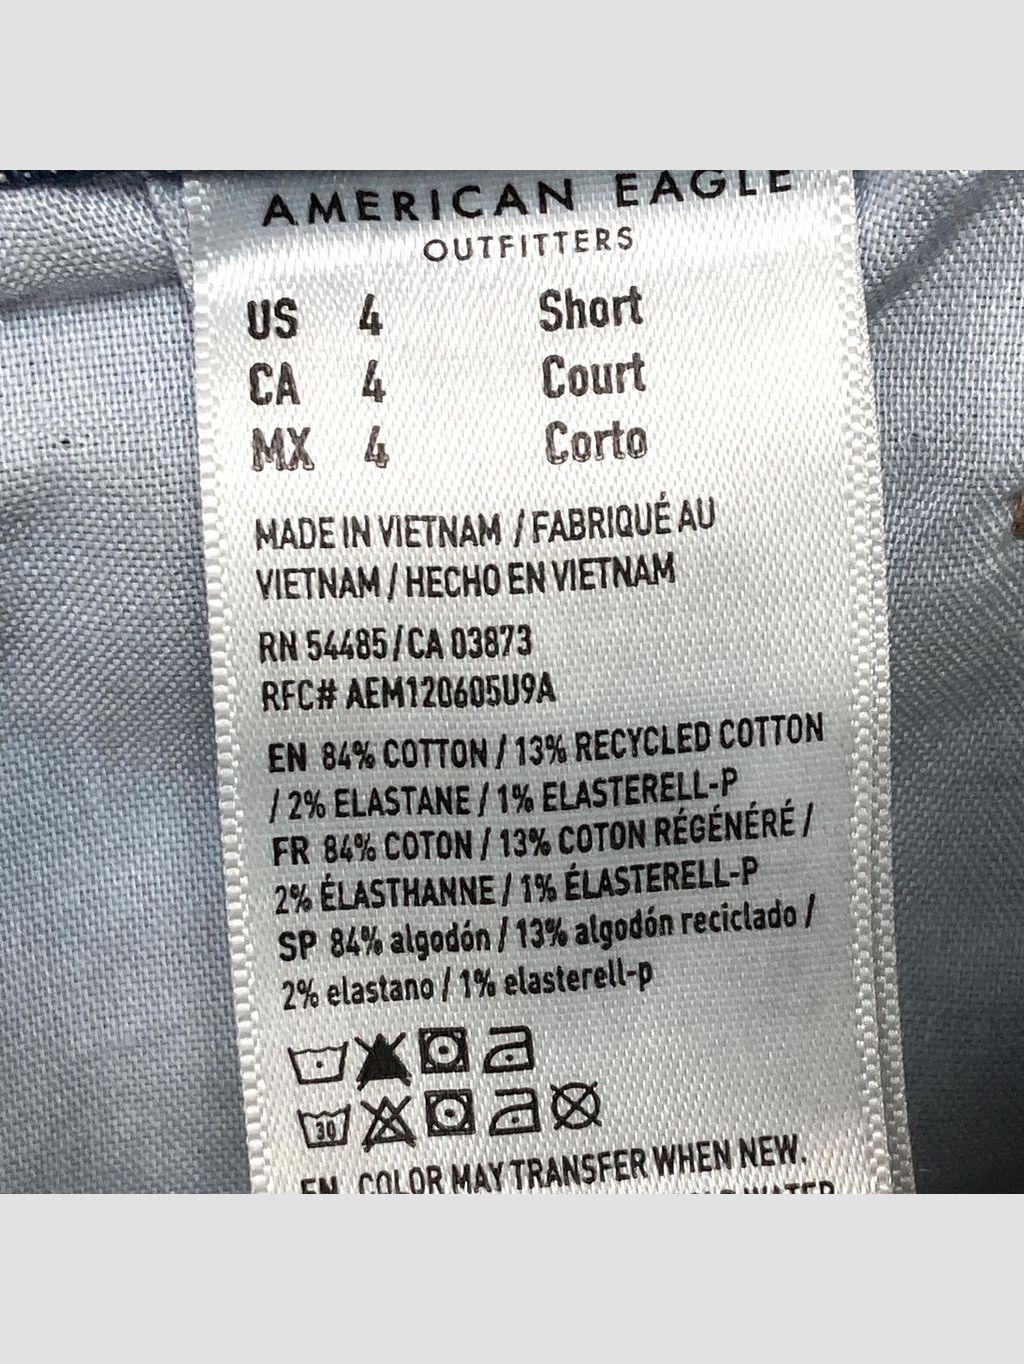 AMERICAN EAGLE
OUTFITTERS
US 4 Short
CA 4 Court
MX 4 Corto
MADE IN VIETNAM / FABRIQUÉ AU
VIETNAM / HECHO EN VIETNAM
RN 54485/CA 03873
RFC# AEM120605U9A
EN 84% COTTON / 13% RECYCLED COTTON
/ 2% ELASTANE / 1% ELASTERELL-P
FR 84% COTON / 13% COTON RÉGÉNÉRÉ /
2% ÉLASTHANNE / 1% ÉLASTERELL-P
SP 84% algodón / 13% algodón reciclado /
2% elastano / 1% elasterell-p
30
EN COLOR MAY TRANSFER WHEN NEW.